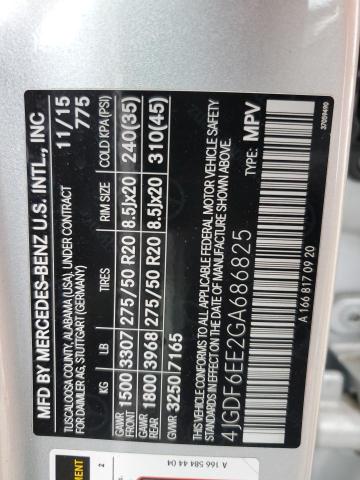 MFD BY MERCEDES-BENZ U.S. INTL., INC
TUSCALOOSA COUNTY, ALABAMA (USA), UNDER CONTRACT
FOR DAIMLER AG, STUTTGART (GERMANY)
11/15
775
KG LB RIM SIZE COLD KPA(PSI)
GAWR FRONT 1500 3307 275/50 R20 8.5Jx20 240(35)
GAWR REAR 1800 3968 275/50 R20 8.5Jx20 310(45)
GVWR 3250 7165
THIS VEHICLE CONFORMS TO ALL APPLICABLE FEDERAL MOTOR VEHICLE SAFETY
STANDARDS IN EFFECT ON THE DATE OF MANUFACTURE SHOWN ABOVE.
4JGDF6EE2GA686825 TYPE: MPV
A 166 817 09 20
37009490
A 166 584 44 04
2